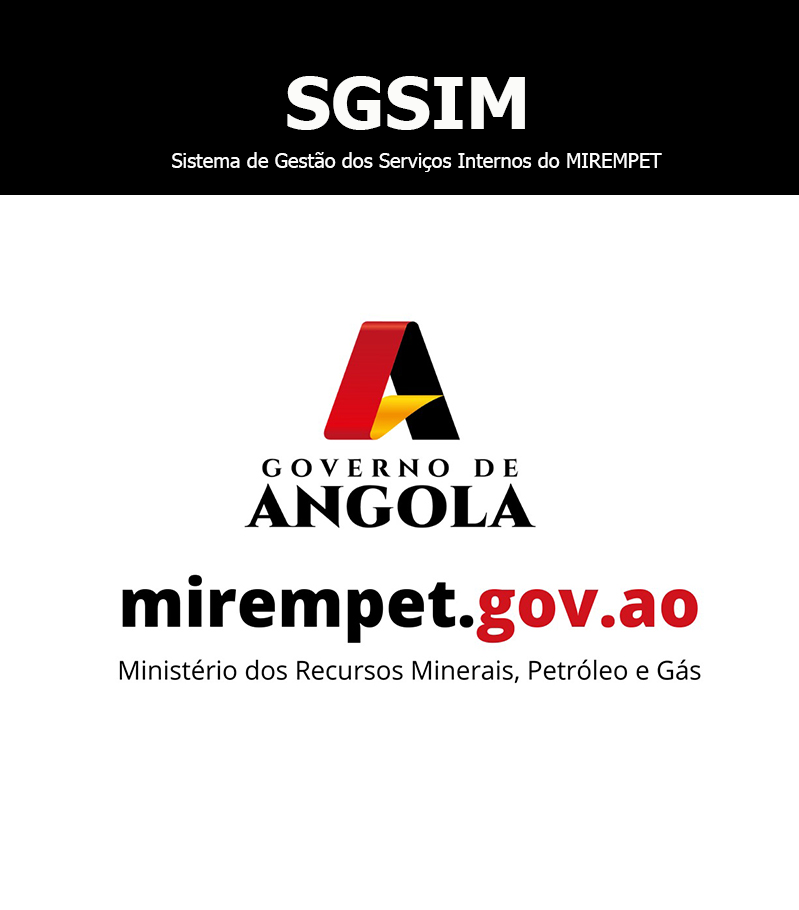 SGSIM
Sistema de Gestão dos Serviços Internos do MIREMPET
GOVERNO DE
ANGOLA
mirempet.gov.ao
Ministério dos Recursos Minerais, Petróleo e Gás